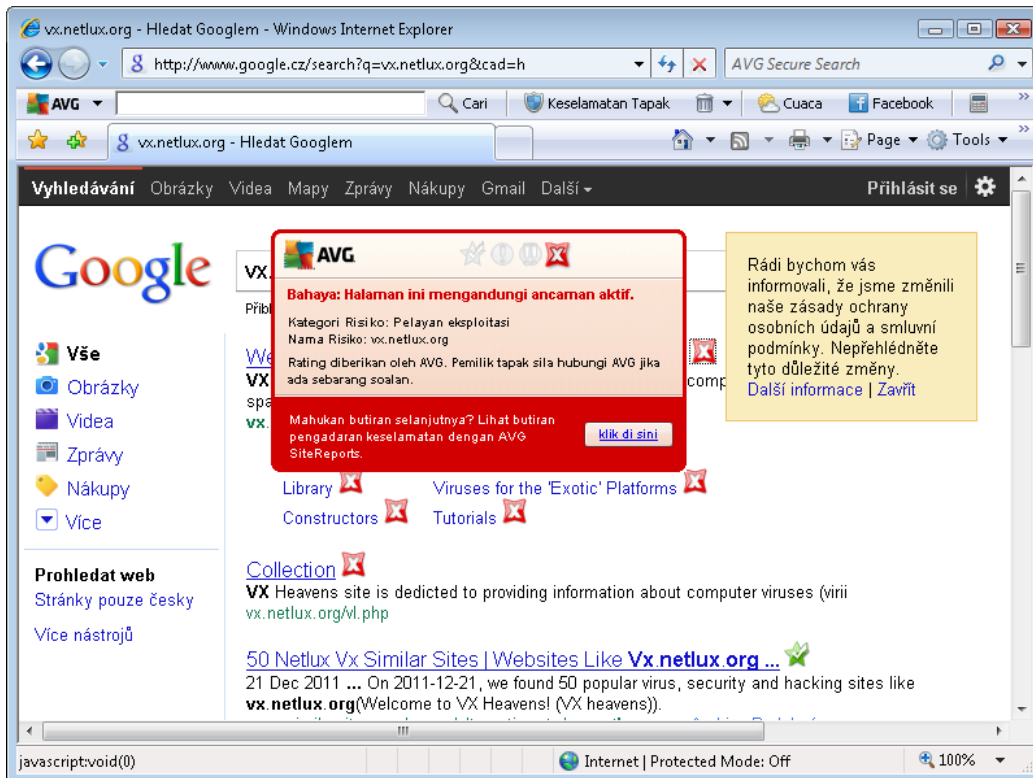 vx.netlux.org - Hledat Googlem - Windows Internet Explorer
http://www.google.cz/search?q=vx.netlux.org&cad=h
AVG Secure Search
AVG Cari Keselamatan Tapak Cuaca Facebook
vx.netlux.org - Hledat Googlem
Page Tools
Vyhledávání Obrázky Videa Mapy Zprávy Nákupy Gmail Další Přihlásit se
Google
vx.
Přibl
AVG
Bahaya: Halaman ini mengandungi ancaman aktif.
Kategori Risiko: Pelayan eksploitasi
Nama Risiko: vx.netlux.org
Rating diberikan oleh AVG. Pemilik tapak sila hubungi AVG jika
ada sebarang soalan.
Mahukan butiran selanjutnya? Lihat butiran
pengadaran keselamatan dengan AVG
SiteReports.
klik di sini
Rádi bychom vás
informovali, že jsme změnili
naše zásady ochrany
osobních údajů a smluvní
podmínky. Nepřehlédněte
tyto důležité změny.
Další informace | Zavřít
Vše
Obrázky
Videa
Zprávy
Nákupy
Více
Prohledat web
Stránky pouze česky
Více nástrojů
We
VX comp
spa
vx.
Library Viruses for the 'Exotic' Platforms
Constructors Tutorials
Collection
VX Heavens site is dedicted to providing information about computer viruses (virii
vx.netlux.org/vl.php
50 Netlux Vx Similar Sites | Websites Like Vx.netlux.org ...
21 Dec 2011 ... On 2011-12-21, we found 50 popular virus, security and hacking sites like
vx.netlux.org(Welcome to VX Heavens! (VX heavens)).
javascript:void(0) Internet | Protected Mode: Off 100%